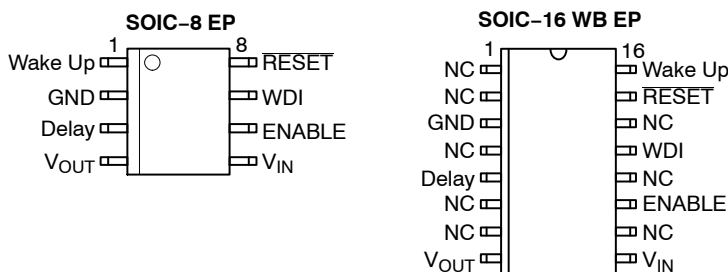 SOIC–8 EP
1 8
Wake Up RESET
GND WDI
Delay ENABLE
VOUT VIN
SOIC–16 WB EP
1 16
NC Wake Up
NC RESET
GND NC
NC WDI
Delay NC
NC ENABLE
NC NC
VOUT VIN